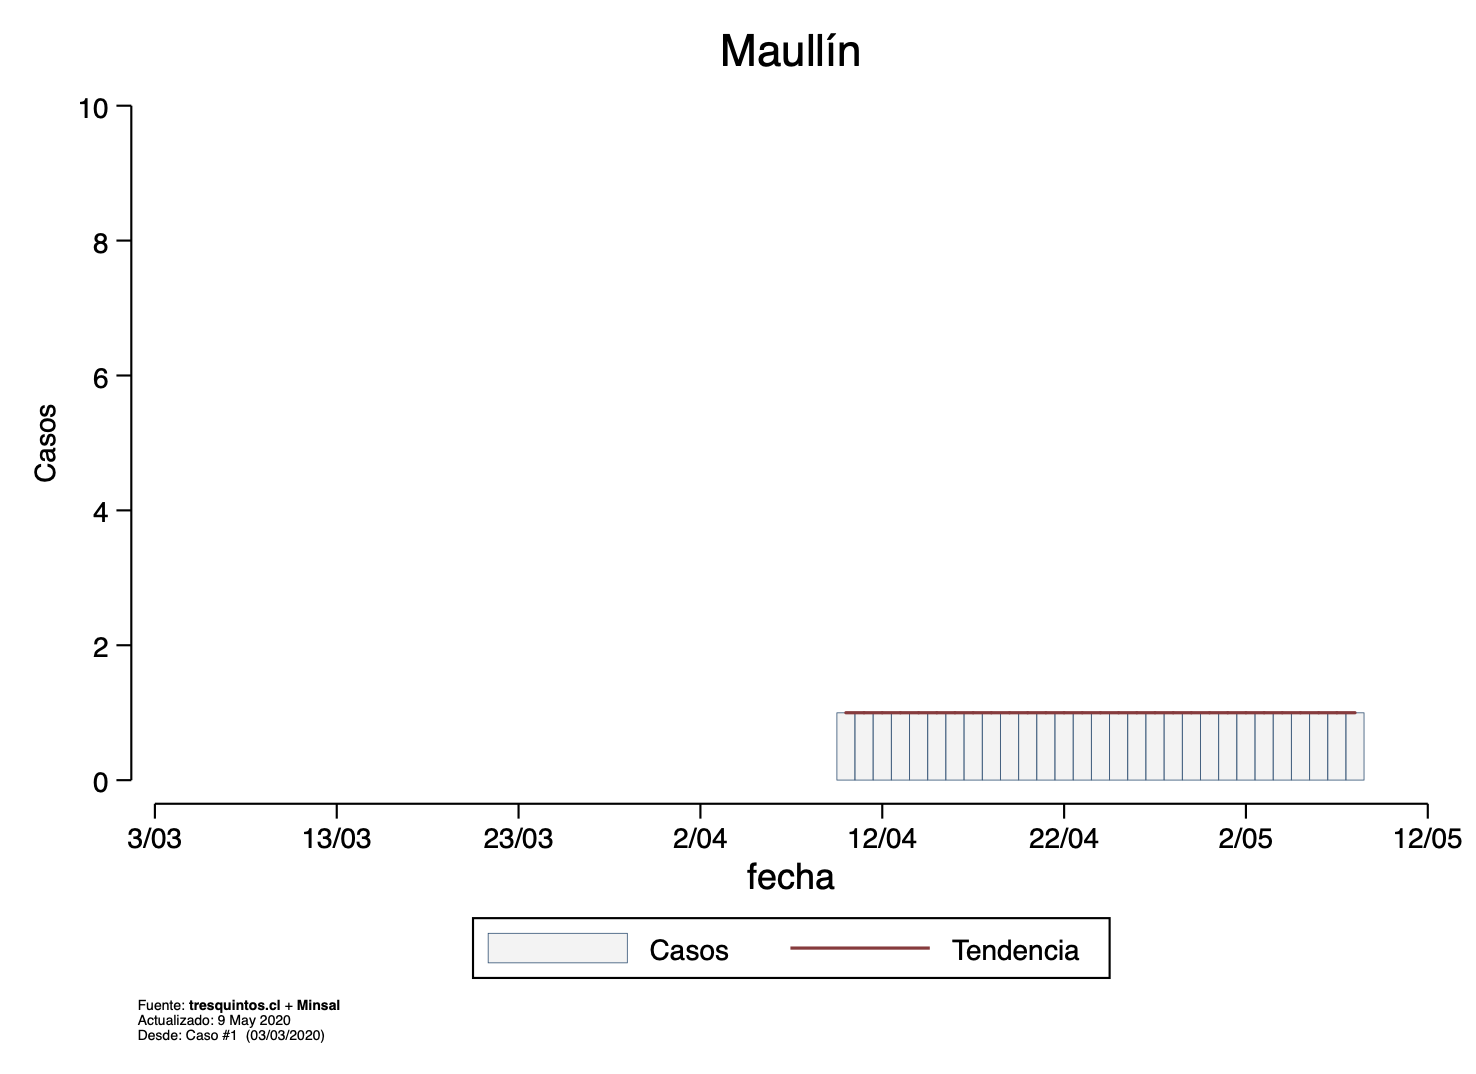 Maullín
10
8
6
4
2
0
Casos
3/03 13/03 23/03 2/04 12/04 22/04 2/05 12/05
fecha
Casos Tendencia
Fuente: tresquintos.cl + Minsal
Actualizado: 9 May 2020
Desde: Caso #1 (03/03/2020)